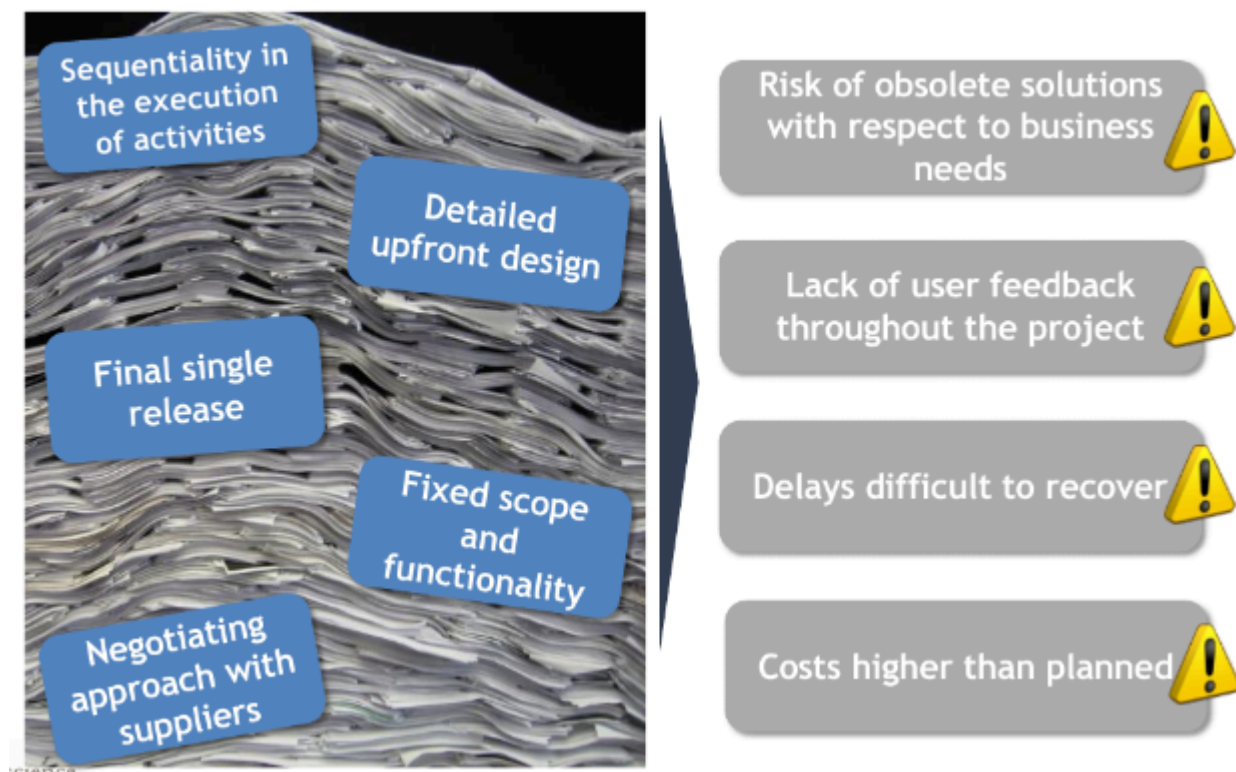 Sequentiality in
the execution
of activities
Detailed
upfront design
Final single
release
Fixed scope
and
functionality
Negotiating
approach with
suppliers
Risk of obsolete solutions
with respect to business
needs
Lack of user feedback
throughout the project
Delays difficult to recover
Costs higher than planned